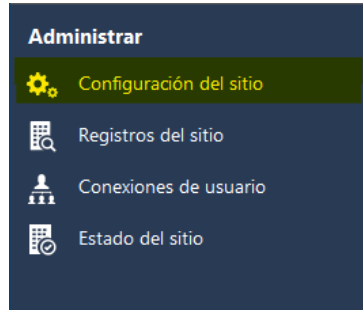 Administrar
Configuración del sitio
Registros del sitio
Conexiones de usuario
Estado del sitio